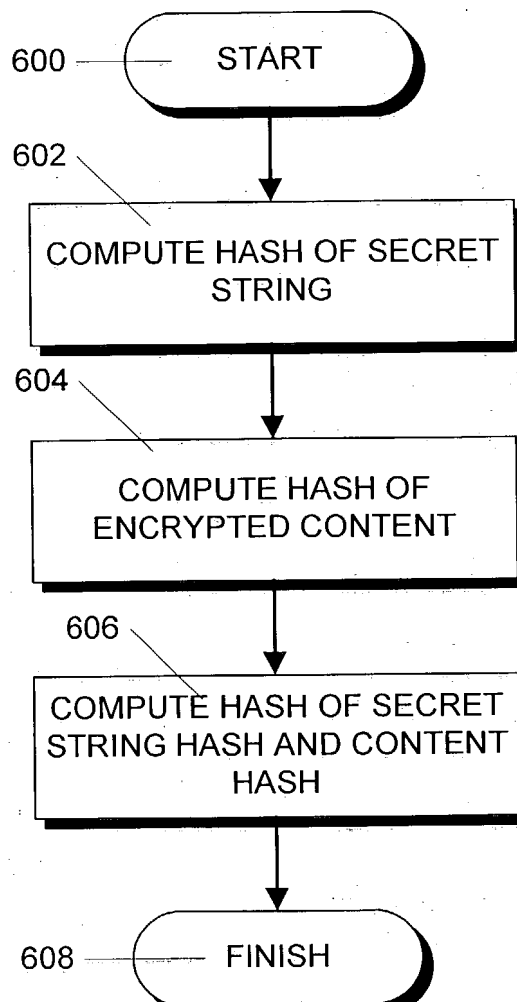 600
START
602
COMPUTE HASH OF SECRET
STRING
604
COMPUTE HASH OF
ENCRYPTED CONTENT
606
COMPUTE HASH OF SECRET
STRING HASH AND CONTENT
HASH
608
FINISH